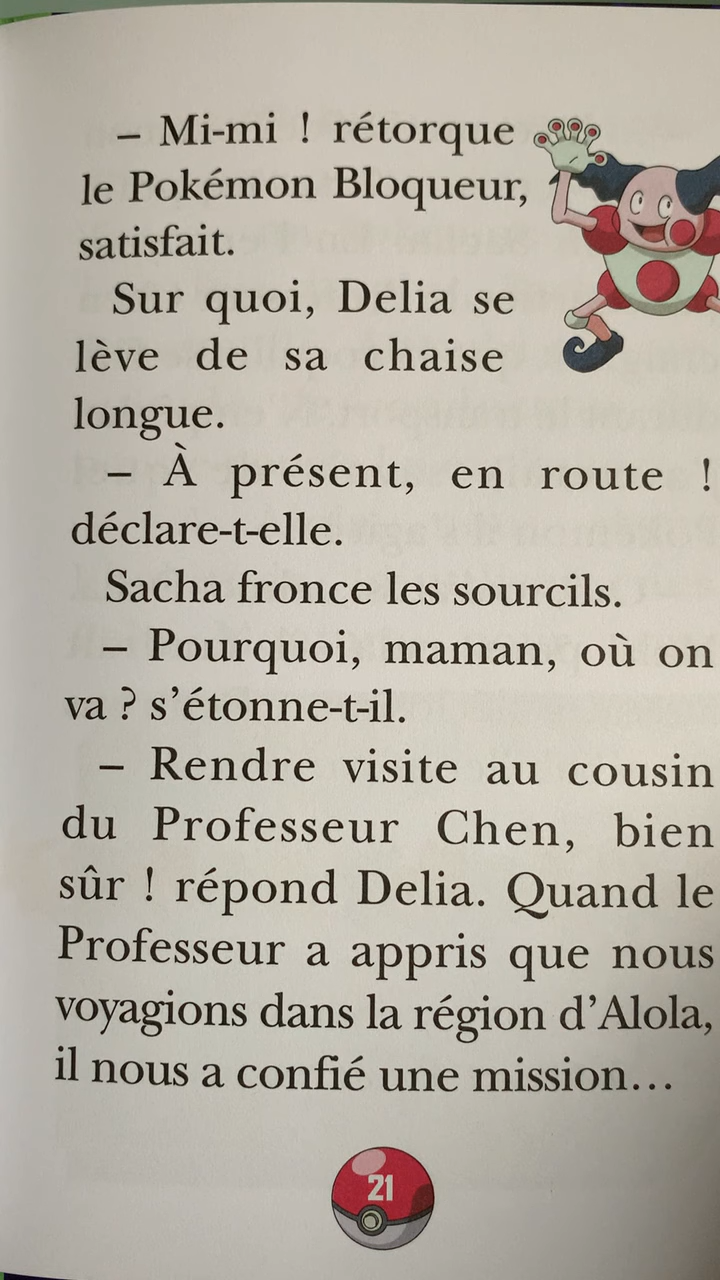 – Mi-mi ! rétorque
le Pokémon Bloqueur,
satisfait.
Sur quoi, Delia se
lève de sa chaise
longue.
– À présent, en route !
déclare-t-elle.
Sacha fronce les sourcils.
– Pourquoi, maman, où on
va ? s’étonne-t-il.
– Rendre visite au cousin
du Professeur Chen, bien
sûr ! répond Delia. Quand le
Professeur a appris que nous
voyagions dans la région d’Alola,
il nous a confié une mission...
21